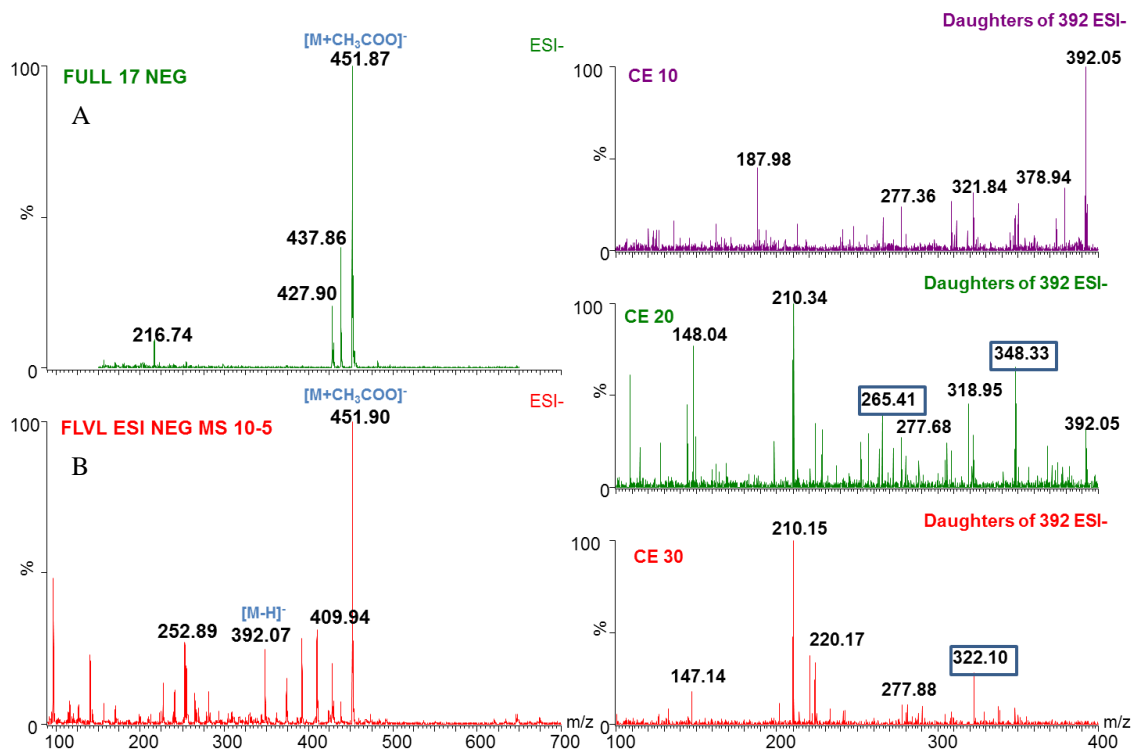 [M+CH₃COO]⁻
ESI-
451.87
100
FULL 17 NEG
A
%
437.86
427.90
216.74
0
[M+CH₃COO]⁻
ESI-
451.90
100
FLVL ESI NEG MS 10-5
B
%
[M-H]⁻
252.89
392.07
409.94
0
100 200 300 400 500 600 700 m/z
Daughters of 392 ESI-
392.05
100
CE 10
%
187.98
277.36
321.84
378.94
0
100 200 300 400
Daughters of 392 ESI-
210.34
100
CE 20
148.04
348.33
%
265.41
318.95
277.68
392.05
0
Daughters of 392 ESI-
210.15
100
CE 30
%
220.17
322.10
147.14
277.88
0
100 200 300 400
m/z